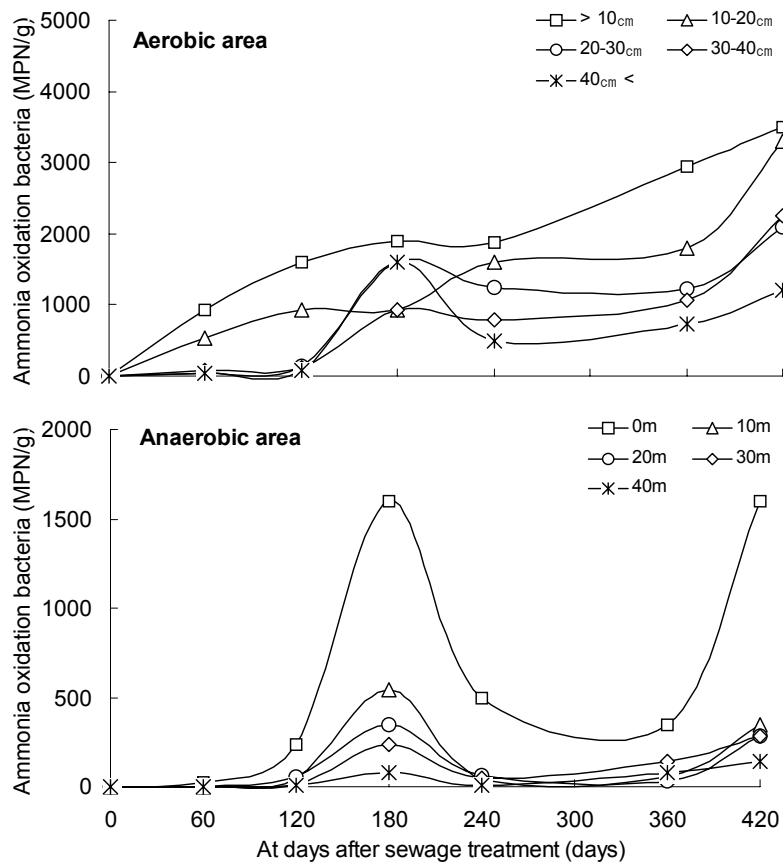 Ammonia oxidation bacteria (MPN/g)
5000
4000
3000
2000
1000
0
Aerobic area
> 10㎝ 10-20㎝
20-30㎝ 30-40㎝
40㎝ <
Ammonia oxidation bacteria (MPN/g)
2000
1500
1000
500
0
Anaerobic area
0m 10m
20m 30m
40m
0 60 120 180 240 300 360 420
At days after sewage treatment (days)